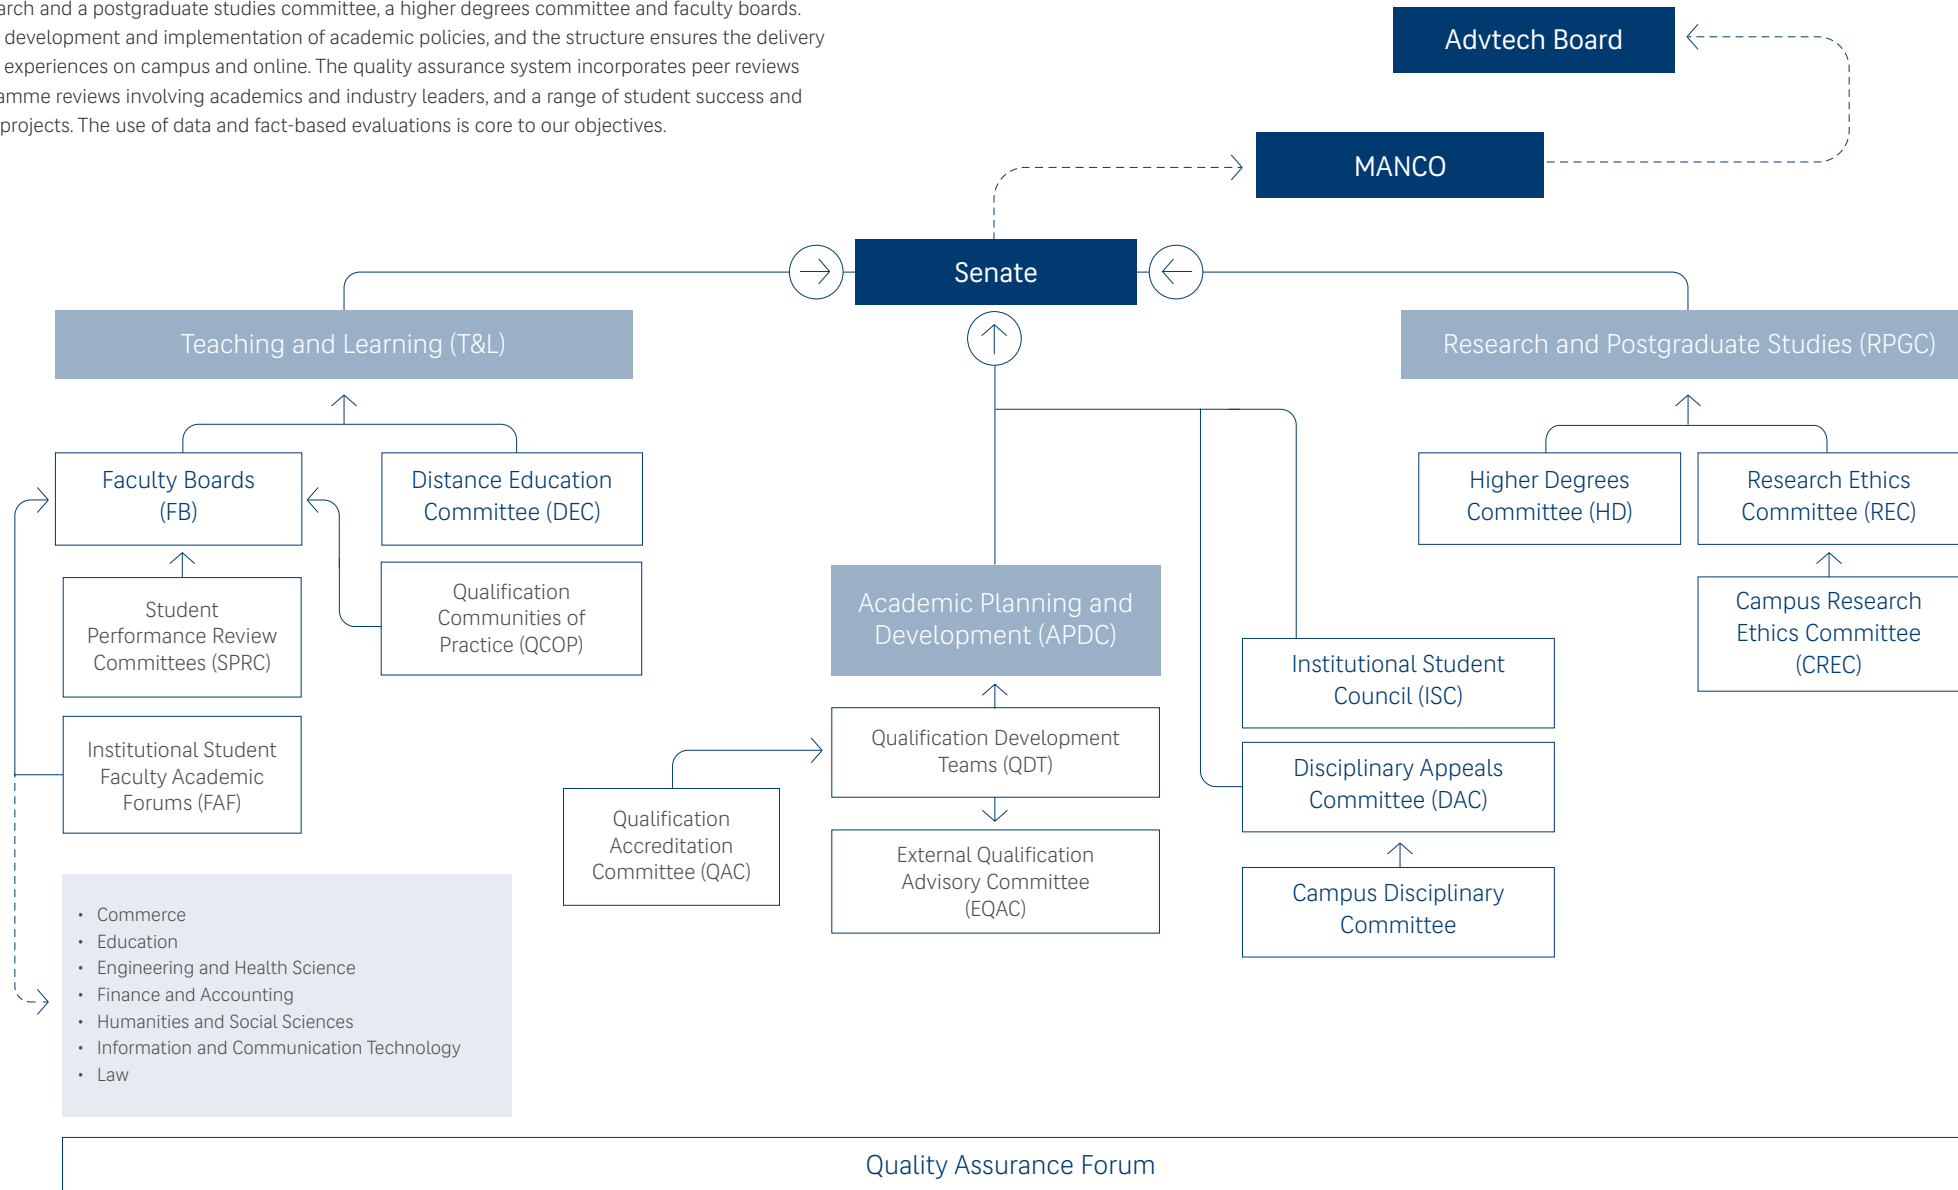 and a postgraduate studies committee, a higher degrees committee and faculty boards.
development and implementation of academic policies, and the structure ensures the delivery
experiences on campus and online. The quality assurance system incorporates peer reviews
reviews involving academics and industry leaders, and a range of student success and
projects. The use of data and fact-based evaluations is core to our objectives.
Advtech Board
MANCO
Senate
Teaching and Learning (T&L)
Research and Postgraduate Studies (RPGC)
Faculty Boards
(FB)
Distance Education
Committee (DEC)
Higher Degrees
Committee (HD)
Research Ethics
Committee (REC)
Student
Performance Review
Committees (SPRC)
Qualification
Communities of
Practice (QCOP)
Academic Planning and
Development (APDC)
Campus Research
Ethics Committee
(CREC)
Institutional Student
Council (ISC)
Institutional Student
Faculty Academic
Forums (FAF)
Qualification Development
Teams (QDT)
Disciplinary Appeals
Committee (DAC)
Qualification
Accreditation
Committee (QAC)
External Qualification
Advisory Committee
(EQAC)
Campus Disciplinary
Committee
• Commerce
• Education
• Engineering and Health Science
• Finance and Accounting
• Humanities and Social Sciences
• Information and Communication Technology
• Law
Quality Assurance Forum